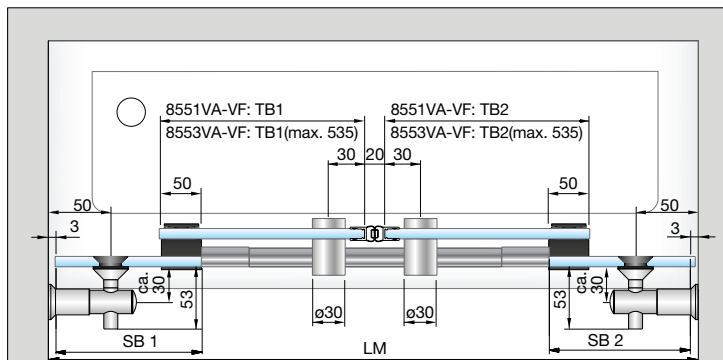 8551VA-VF: TB1
8551VA-VF: TB2
8553VA-VF: TB1(max. 535)
8553VA-VF: TB2(max. 535)
30
20
30
50
50
50
50
3
3
ca.
30
53
53
ca.
30
ø30
ø30
SB 1
LM
SB 2